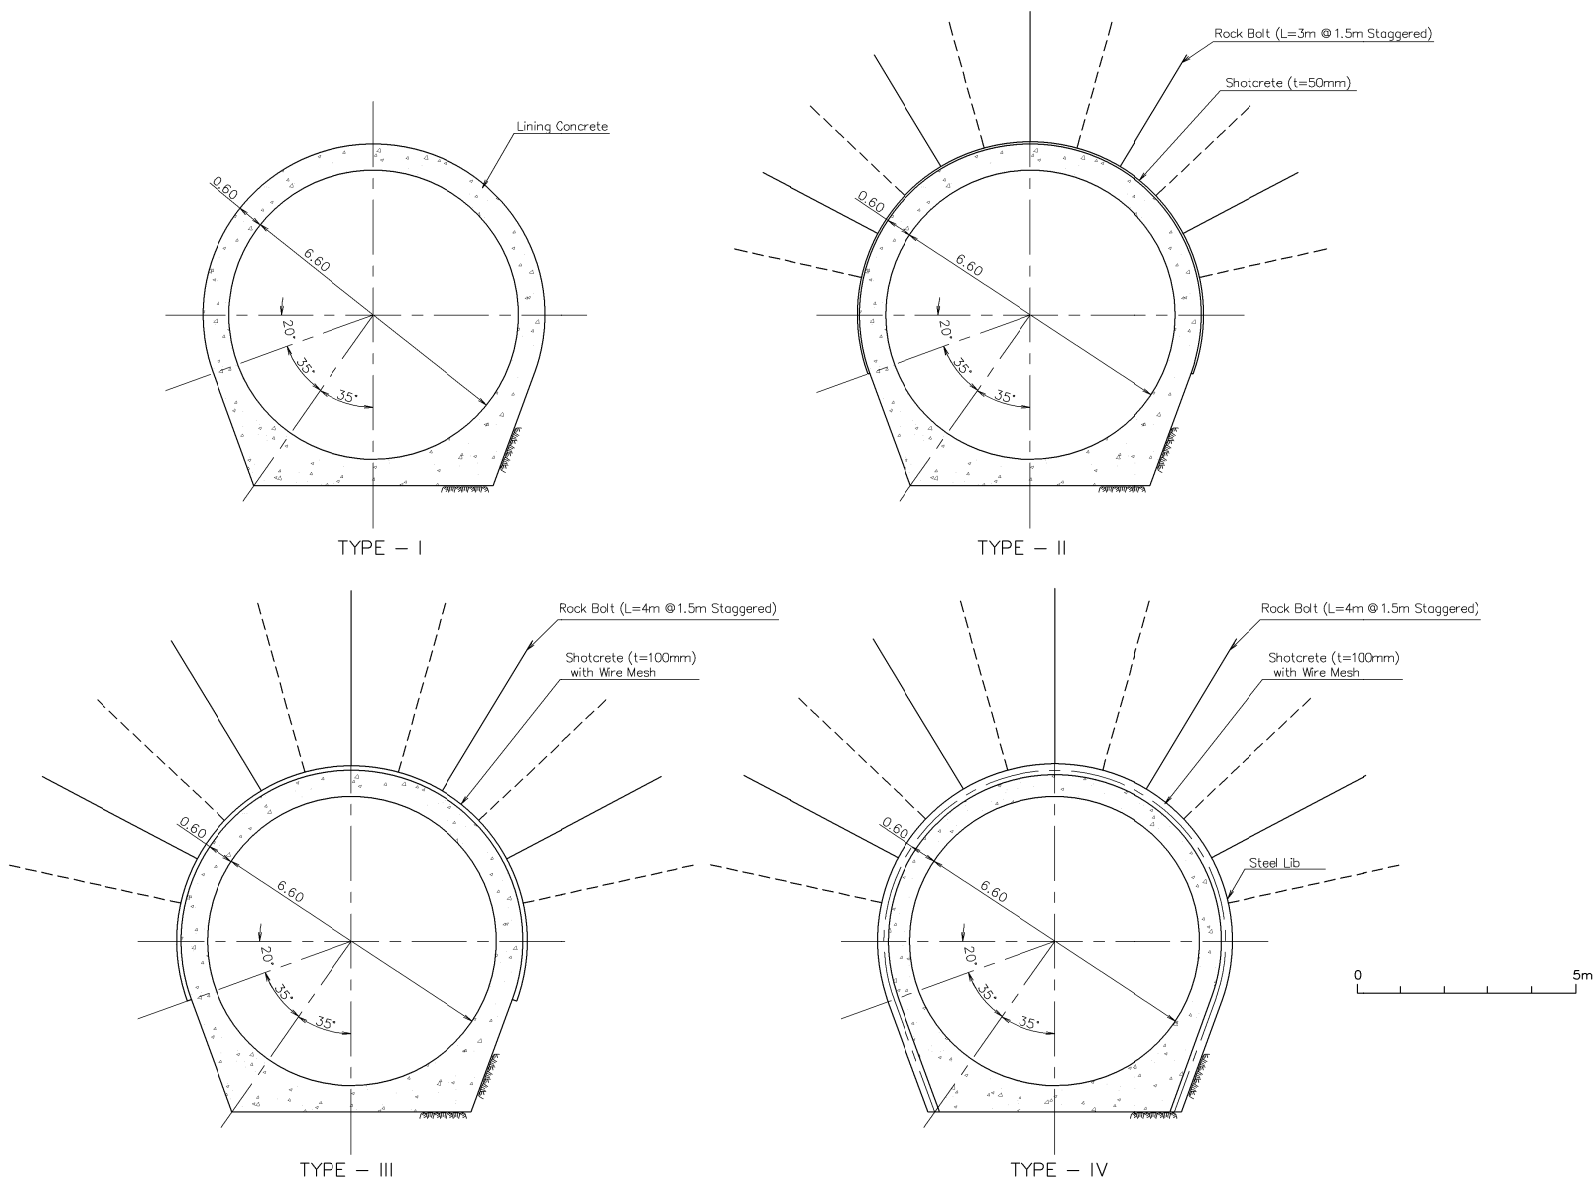 Lining Concrete
0.60
6.60
20°
35°
35°
TYPE – I
Rock Bolt (L=3m @ 1.5m Staggered)
Shotcrete (t=50mm)
0.60
6.60
20°
35°
35°
TYPE – II
Rock Bolt (L=4m @ 1.5m Staggered)
Shotcrete (t=100mm)
with Wire Mesh
0.60
6.60
20°
35°
35°
TYPE – III
Rock Bolt (L=4m @ 1.5m Staggered)
Shotcrete (t=100mm)
with Wire Mesh
0.60
6.60
Steel Lib
20°
35°
35°
TYPE – IV
0 5m